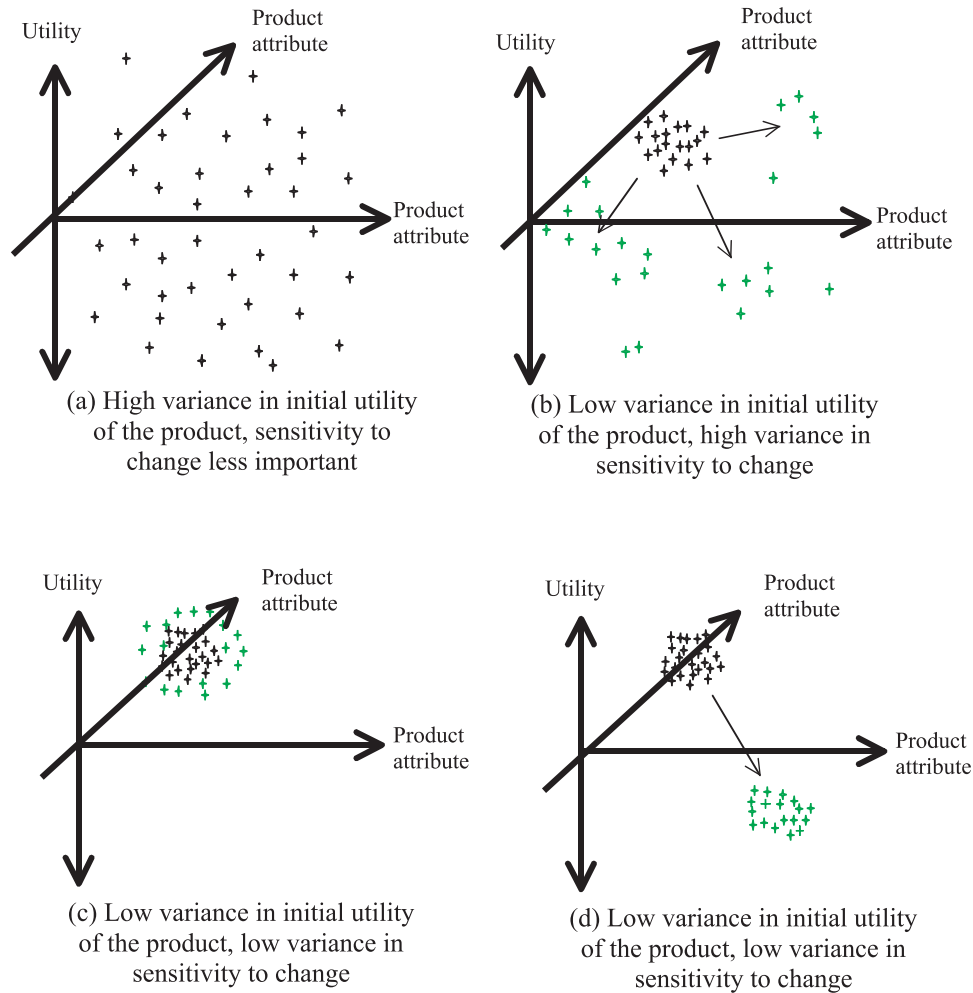 Utility
Product
attribute
Product
attribute
(a) High variance in initial utility
of the product, sensitivity to
change less important
Utility
Product
attribute
Product
attribute
(b) Low variance in initial utility
of the product, high variance in
sensitivity to change
Utility
Product
attribute
Product
attribute
(c) Low variance in initial utility
of the product, low variance in
sensitivity to change
Utility
Product
attribute
Product
attribute
(d) Low variance in initial utility
of the product, low variance in
sensitivity to change